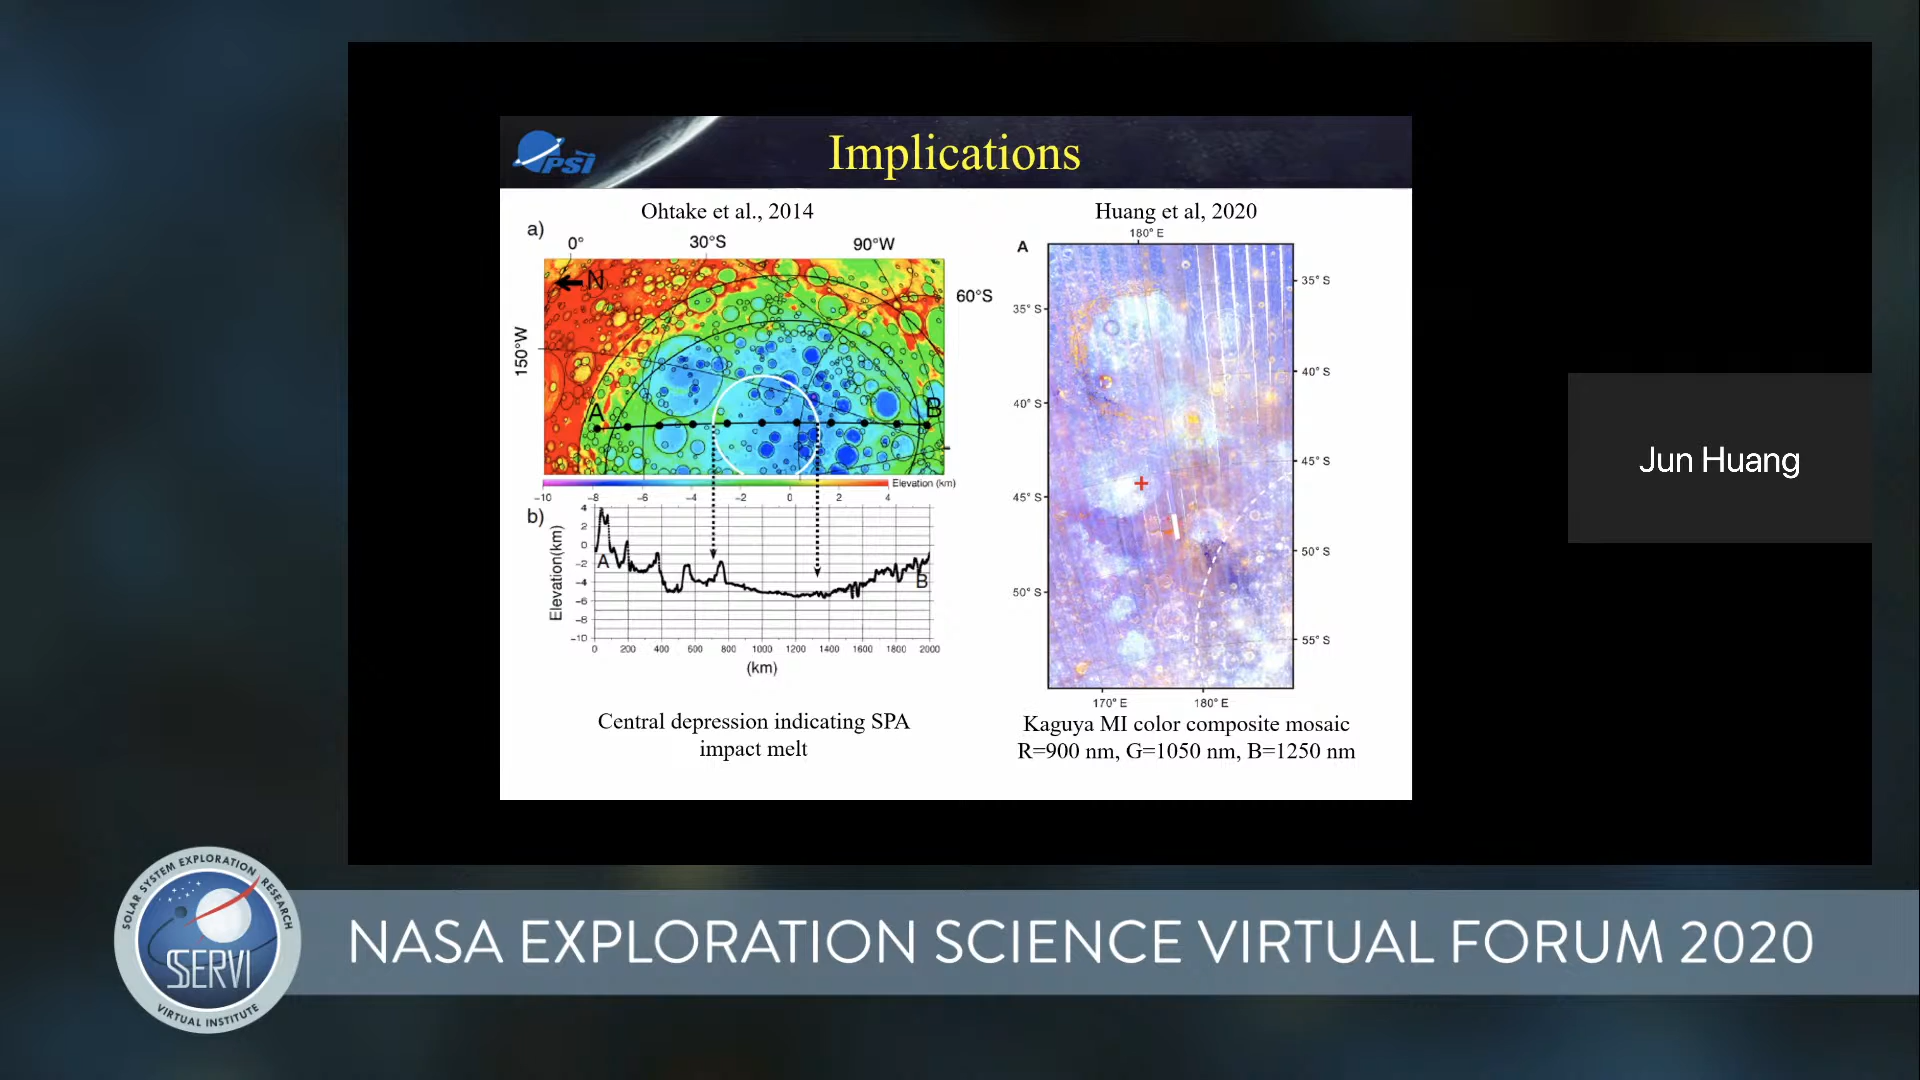 PSI
Implications
Ohtake et al., 2014
a)
0°
30°S
90°W
N
60°S
150°W
A
B
-10
-8
-6
-4
-2
0
2
4
Elevation (km)
b)
4
2
0
-2
-4
-6
-8
-10
Elevation(km)
A
B
0
200
400
600
800
1000
1200
1400
1600
1800
2000
(km)
Central depression indicating SPA
impact melt
Huang et al, 2020
180° E
A
35° S
40° S
45° S
50° S
35° S
40° S
45° S
50° S
55° S
170° E
180° E
Kaguya MI color composite mosaic
R=900 nm, G=1050 nm, B=1250 nm
Jun Huang
SOLAR SYSTEM EXPLORATION RESEARCH
SSERVI
VIRTUAL INSTITUTE
NASA EXPLORATION SCIENCE VIRTUAL FORUM 2020